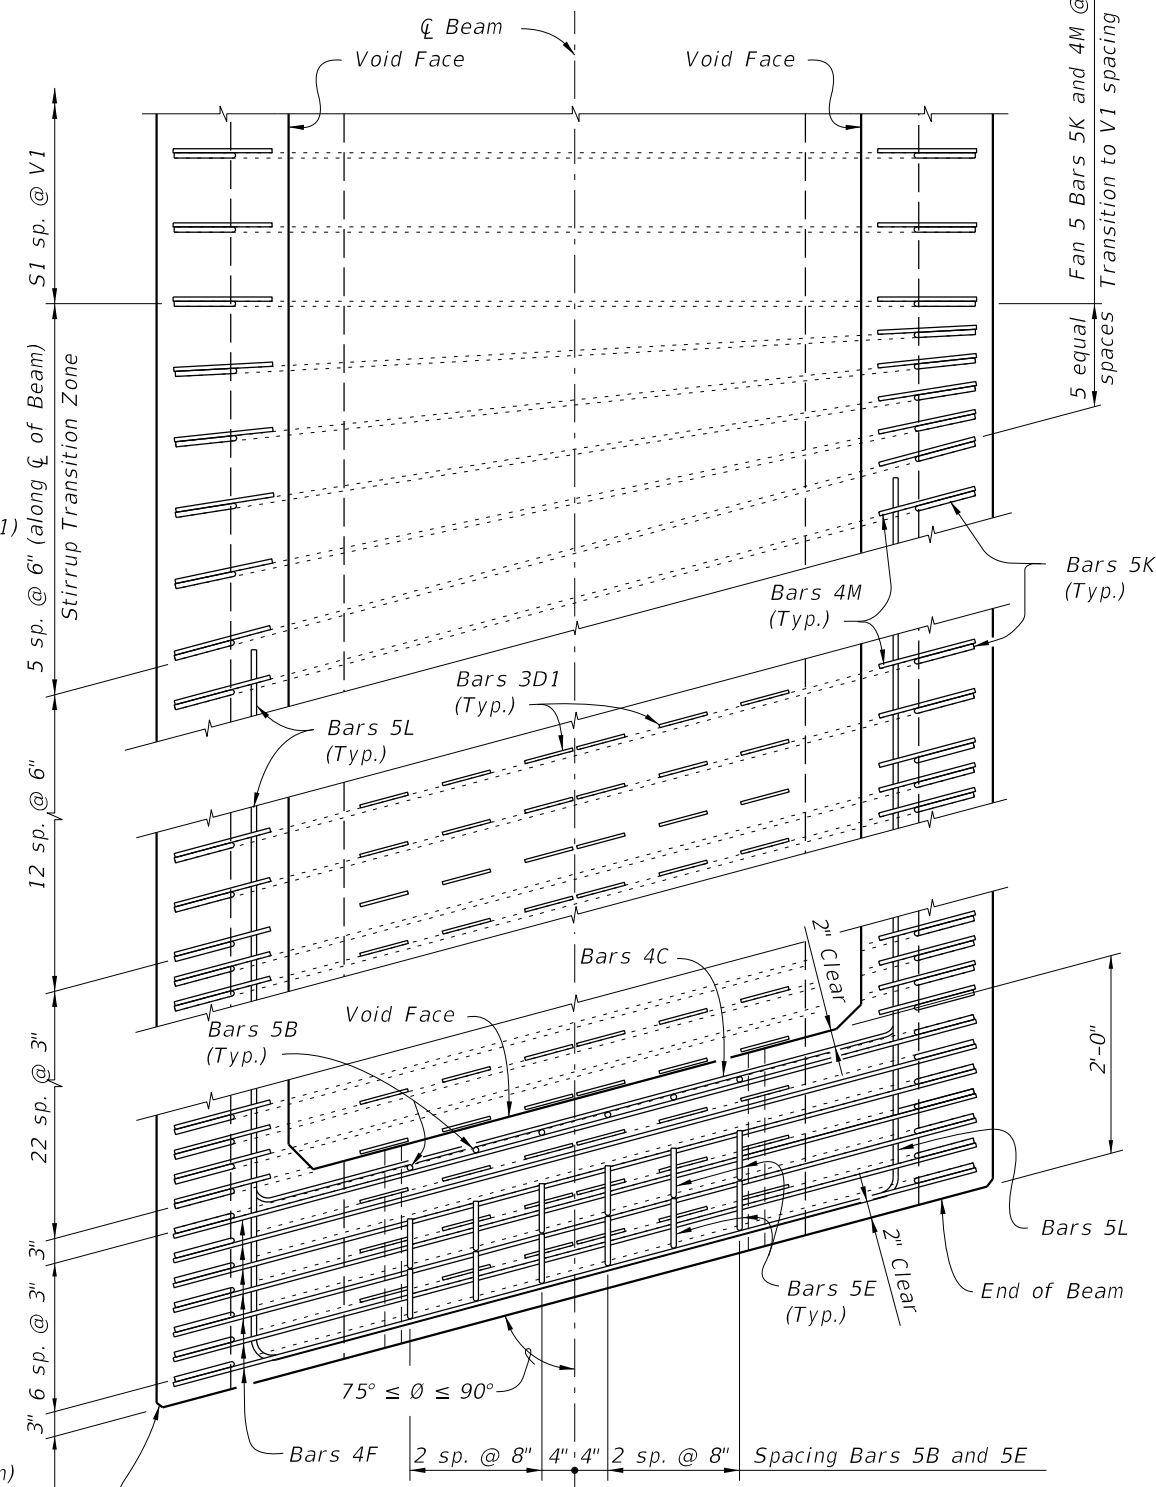 ℄ Beam
Void Face
Void Face
Fan 5 Bars 5K and 4M @
Transition to V1 spacing
5 equal
spaces
S1 sp. @ V1
5 sp. @ 6" (along ℄ of Beam)
Stirrup Transition Zone
1)
Bars 5K
(Typ.)
Bars 4M
(Typ.)
Bars 3D1
(Typ.)
Bars 5L
(Typ.)
12 sp. @ 6"
2" Clear
Bars 4C
Void Face
Bars 5B
(Typ.)
2'-0"
22 sp. @ 3"
3"
6 sp. @ 3"
3"
Bars 5L
2" Clear
Bars 5E
(Typ.)
End of Beam
75° ≤ Ø ≤ 90°
Bars 4F
2 sp. @ 8" 4" 4" 2 sp. @ 8" Spacing Bars 5B and 5E